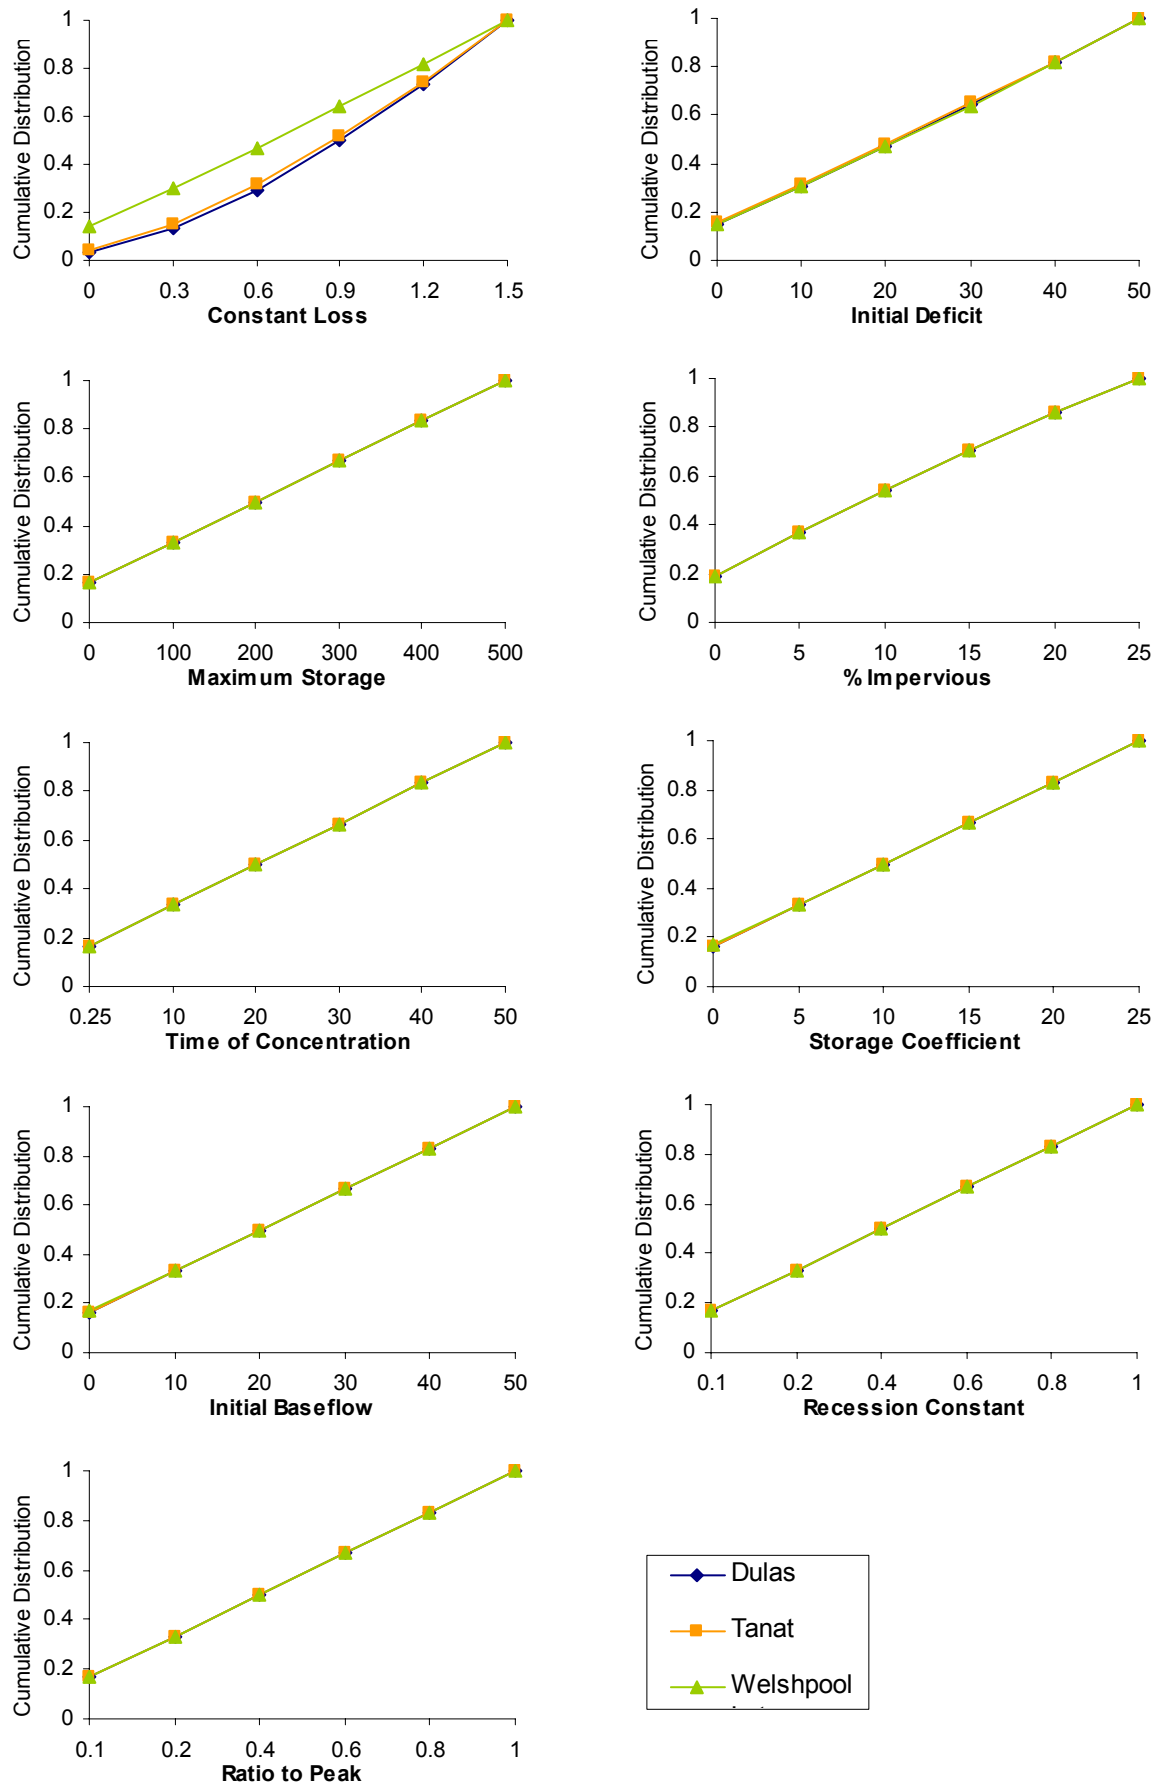 Cumulative Distribution
1
0.8
0.6
0.4
0.2
0
0 0.3 0.6 0.9 1.2 1.5
Constant Loss
Cumulative Distribution
1
0.8
0.6
0.4
0.2
0
0 10 20 30 40 50
Initial Deficit
Cumulative Distribution
1
0.8
0.6
0.4
0.2
0
0 100 200 300 400 500
Maximum Storage
Cumulative Distribution
1
0.8
0.6
0.4
0.2
0
0 5 10 15 20 25
% Impervious
Cumulative Distribution
1
0.8
0.6
0.4
0.2
0
0.25 10 20 30 40 50
Time of Concentration
Cumulative Distribution
1
0.8
0.6
0.4
0.2
0
0 5 10 15 20 25
Storage Coefficient
Cumulative Distribution
1
0.8
0.6
0.4
0.2
0
0 10 20 30 40 50
Initial Baseflow
Cumulative Distribution
1
0.8
0.6
0.4
0.2
0
0.1 0.2 0.4 0.6 0.8 1
Recession Constant
Cumulative Distribution
1
0.8
0.6
0.4
0.2
0
0.1 0.2 0.4 0.6 0.8 1
Ratio to Peak
Dulas
Tanat
Welshpool